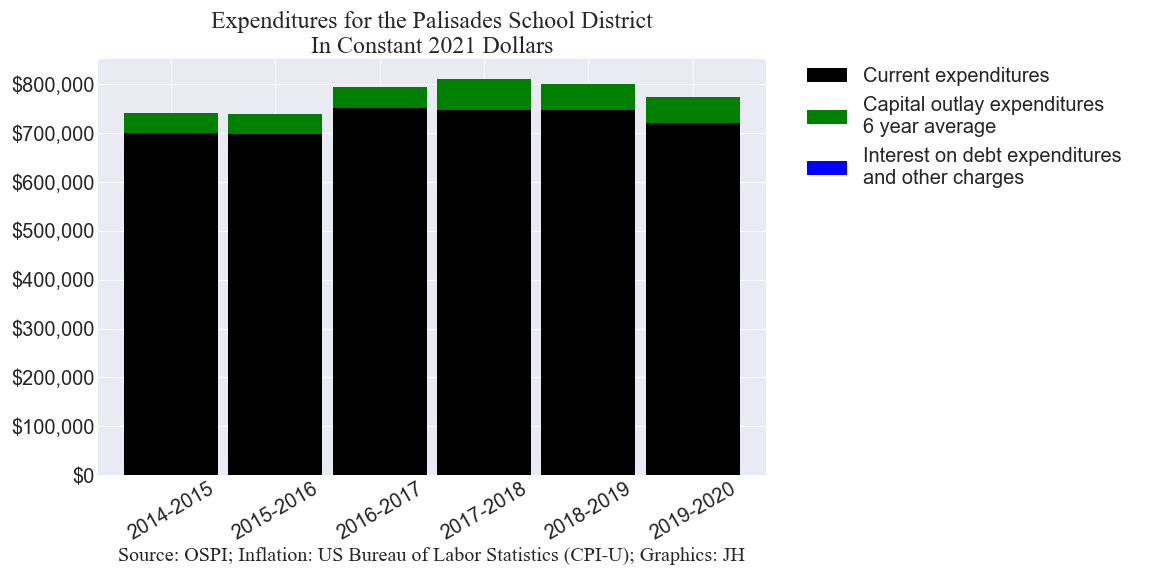 Expenditures for the Palisades School District
In Constant 2021 Dollars
$800,000
$700,000
$600,000
$500,000
$400,000
$300,000
$200,000
$100,000
$0
2014-2015
2015-2016
2016-2017
2017-2018
2018-2019
2019-2020
Source: OSPI; Inflation: US Bureau of Labor Statistics (CPI-U); Graphics: JH
Current expenditures
Capital outlay expenditures
6 year average
Interest on debt expenditures
and other charges